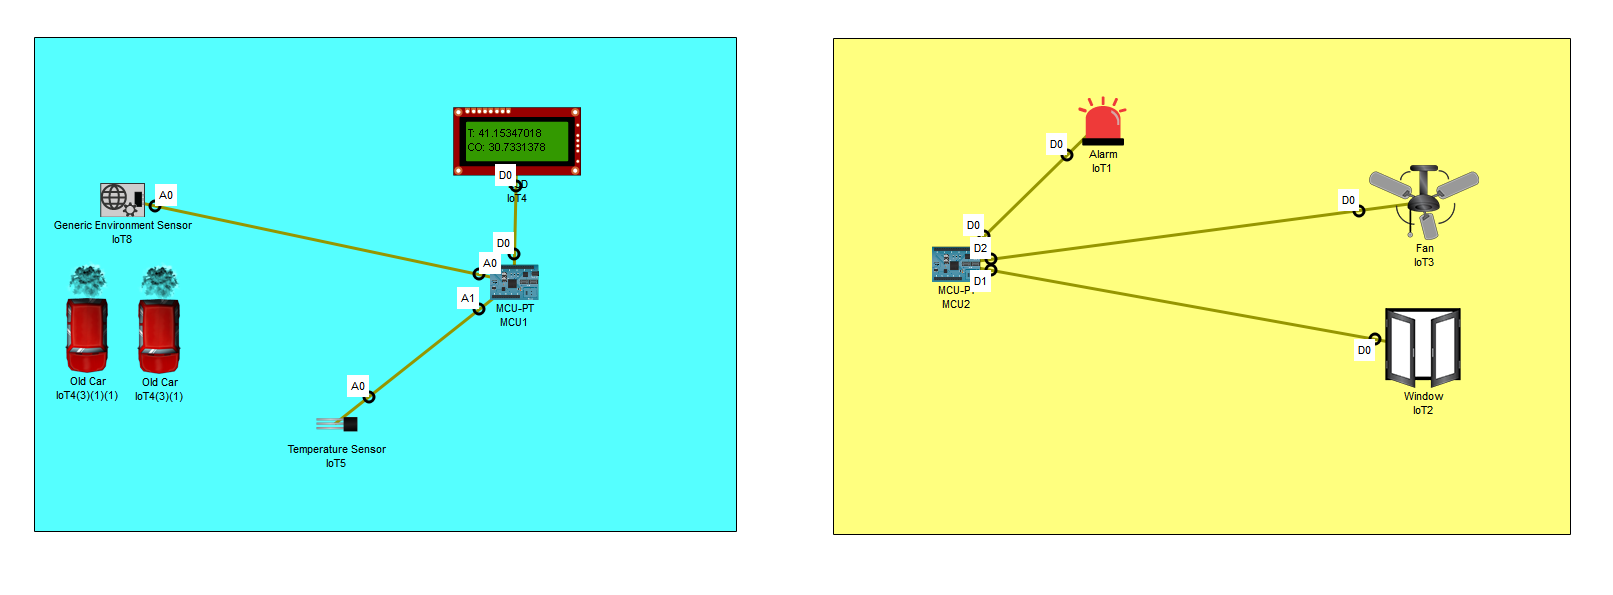 T: 41.15347018
CO: 30.7331378
D0
D
IoT4
A0
Generic Environment Sensor
IoT8
D0
A0
A1
MCU-PT
MCU1
Old Car
IoT4(3)(1)(1)
Old Car
IoT4(3)(1)
A0
Temperature Sensor
IoT5
D0
Alarm
IoT1
D0
D2
D1
MCU-P
MCU2
D0
Fan
IoT3
D0
Window
IoT2